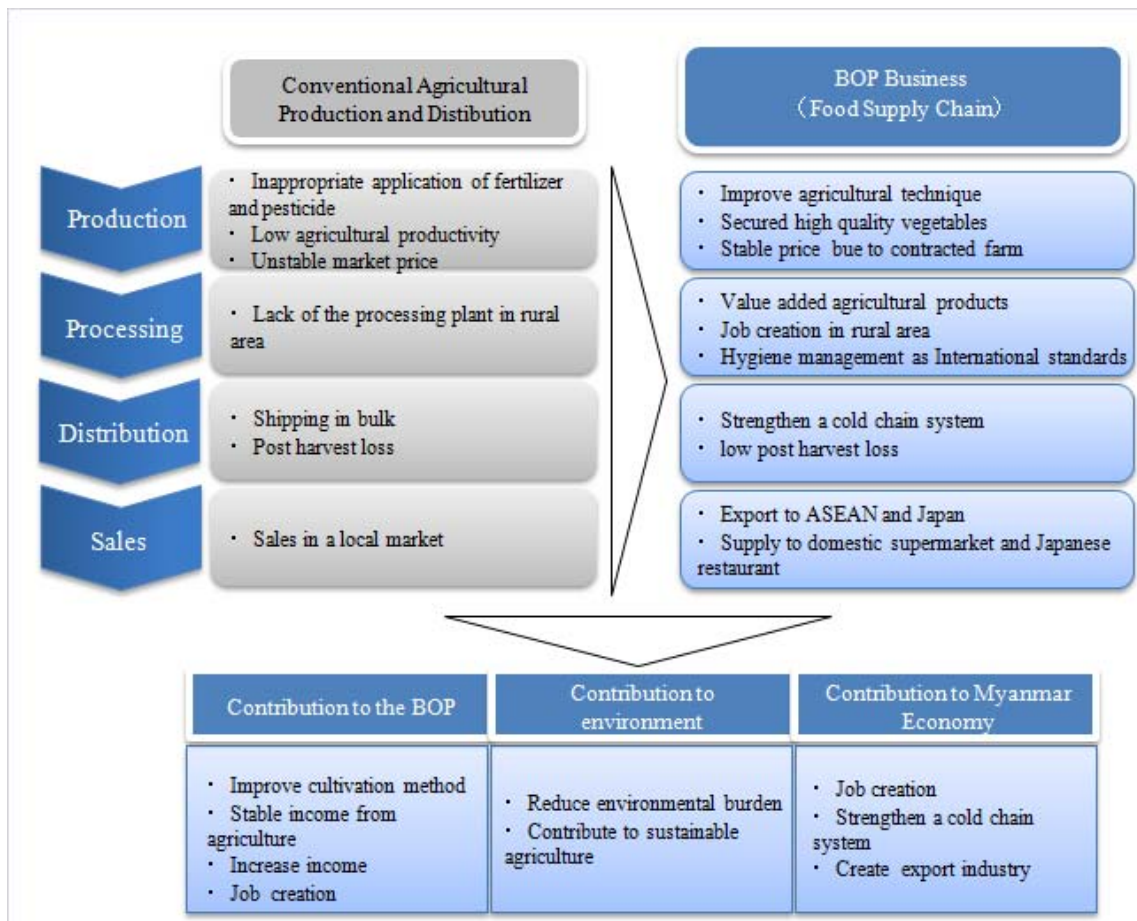 Conventional Agricultural
Production and Distibution
BOP Business
（Food Supply Chain）
Production
・ Inappropriate application of fertilizer
and pesticide
・ Low agricultural productivity
・ Unstable market price
・ Improve agricultural technique
・ Secured high quality vegetables
・ Stable price bue to contracted farm
Processing
・ Lack of the processing plant in rural
area
・ Value added agricultural products
・ Job creation in rural area
・ Hygiene management as International standards
Distribution
・ Shipping in bulk
・ Post harvest loss
・ Strengthen a cold chain system
・ low post harvest loss
Sales
・ Sales in a local market
・ Export to ASEAN and Japan
・ Supply to domestic supermarket and Japanese
restaurant
Contribution to the BOP
・ Improve cultivation method
・ Stable income from
agriculture
・ Increase income
・ Job creation
Contribution to
environment
・ Reduce environmental burden
・ Contribute to sustainable
agriculture
Contribution to Myanmar
Economy
・ Job creation
・ Strengthen a cold chain
system
・ Create export industry